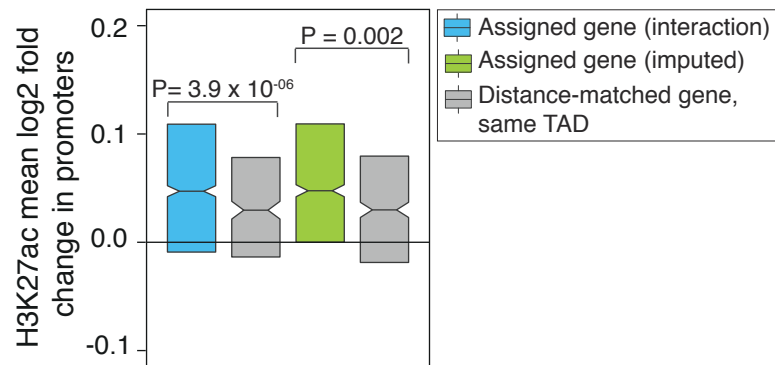 H3K27ac mean log2 fold
change in promoters
0.2
0.1
0.0
-0.1
P= 3.9 x 10-06
P = 0.002
Assigned gene (interaction)
Assigned gene (imputed)
Distance-matched gene,
same TAD